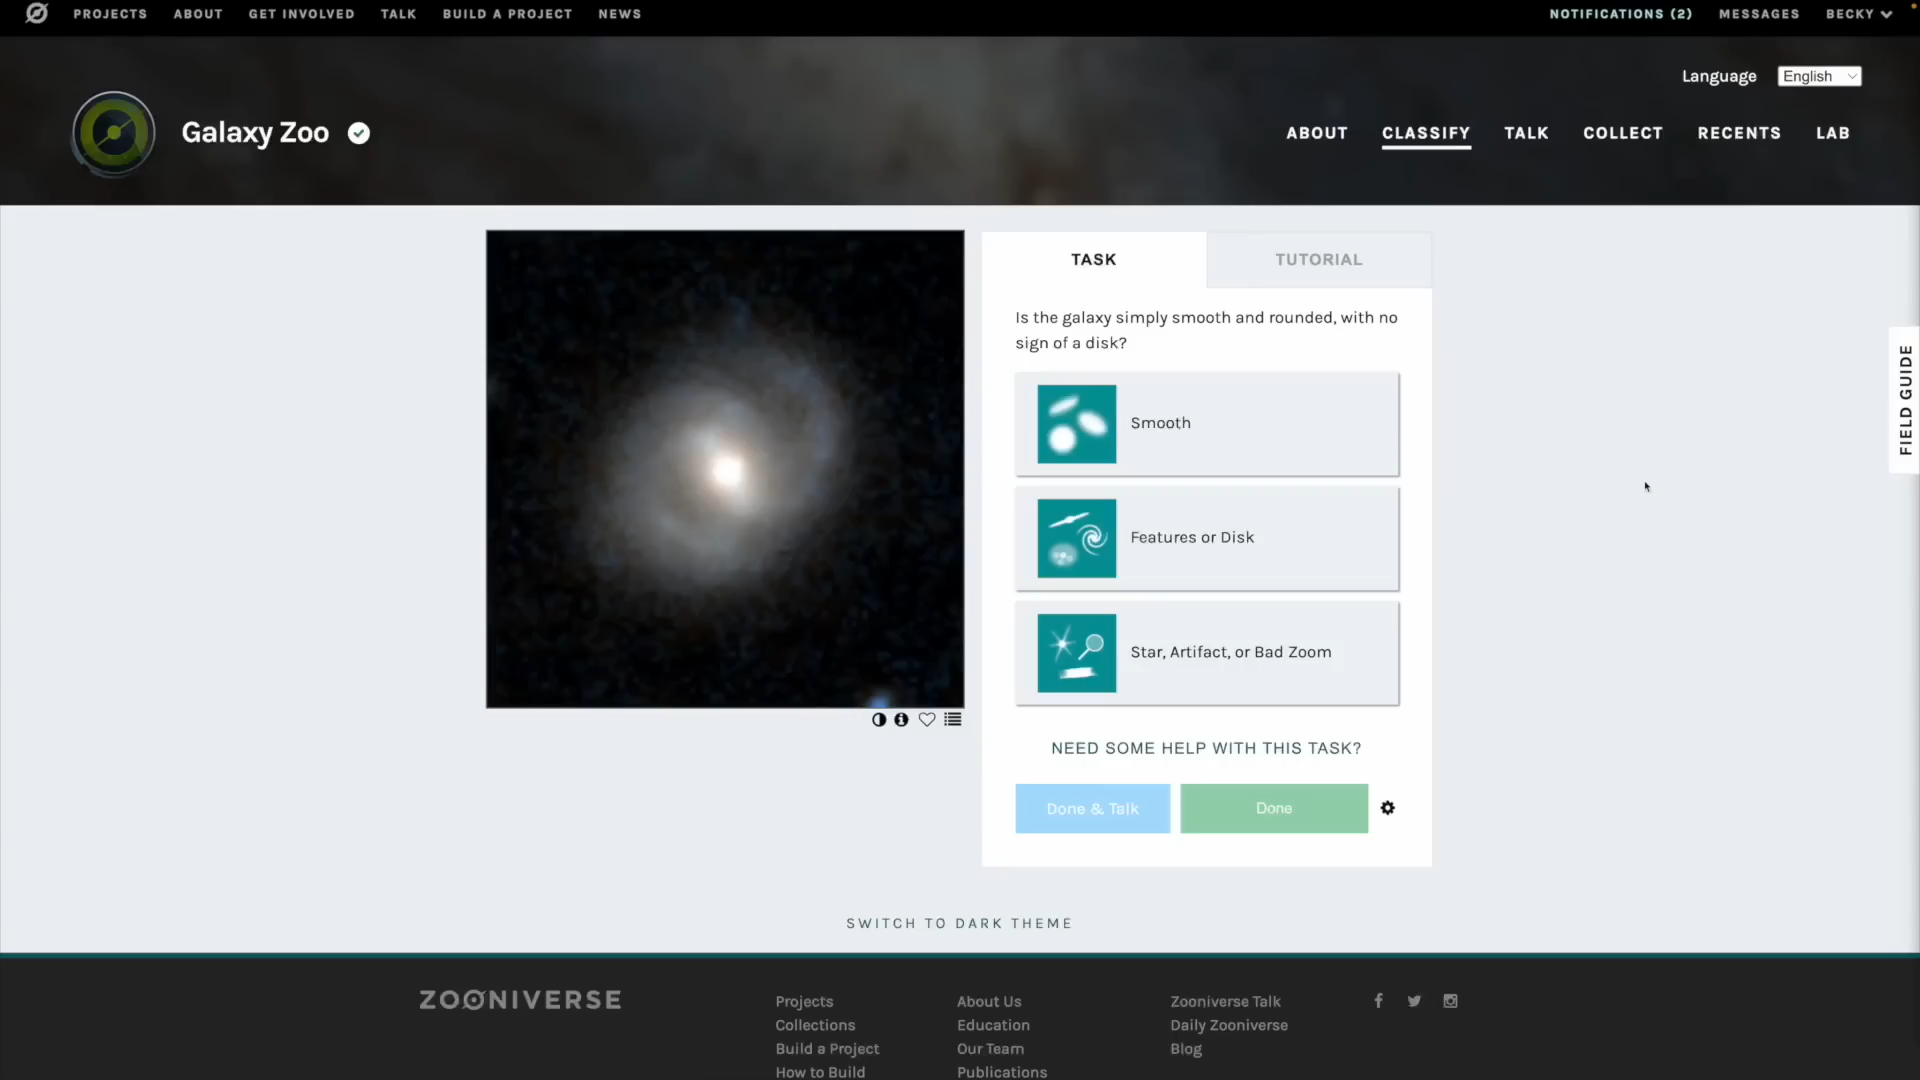 PROJECTS ABOUT GET INVOLVED TALK BUILD A PROJECT NEWS NOTIFICATIONS (2) MESSAGES BECKY
Language English
Galaxy Zoo ABOUT CLASSIFY TALK COLLECT RECENTS LAB
TASK TUTORIAL
Is the galaxy simply smooth and rounded, with no
sign of a disk?
Smooth
Features or Disk
Star, Artifact, or Bad Zoom
NEED SOME HELP WITH THIS TASK?
Done & Talk Done
FIELD GUIDE
SWITCH TO DARK THEME
ZOONIVERSE
Projects
Collections
Build a Project
How to Build
About Us
Education
Our Team
Publications
Zooniverse Talk
Daily Zooniverse
Blog